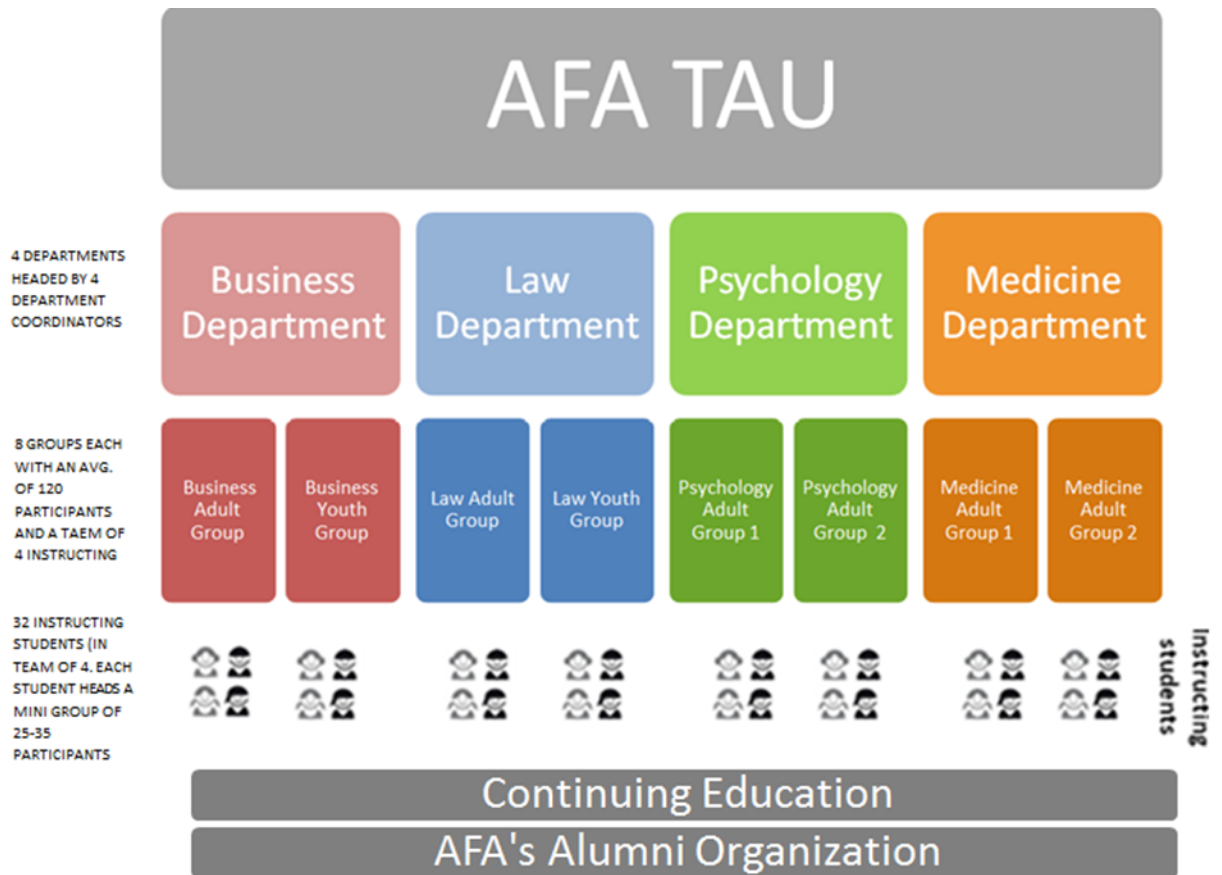 AFA TAU
4 DEPARTMENTS
HEADED BY 4
DEPARTMENT
COORDINATORS
Business
Department
Law
Department
Psychology
Department
Medicine
Department
8 GROUPS EACH
WITH AN AVG.
OF 120
PARTICIPANTS
AND A TAEM OF
4 INSTRUCTING
Business
Adult
Group
Business
Youth
Group
Law Adult
Group
Law Youth
Group
Psychology
Adult
Group 1
Psychology
Adult
Group 2
Medicine
Adult
Group 1
Medicine
Adult
Group 2
32 INSTRUCTING
STUDENTS (IN
TEAM OF 4. EACH
STUDENT HEADS A
MINI GROUP OF
25-35
PARTICIPANTS
Instructing
students
Continuing Education
AFA's Alumni Organization